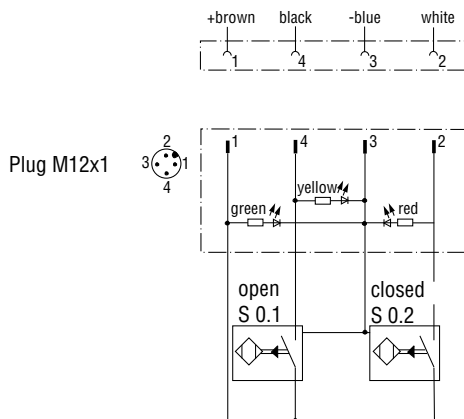 +brown black -blue white
1 4 3 2
Plug M12x1
2
3 1
4
1 4 3 2
yellow
green red
open closed
S 0.1 S 0.2